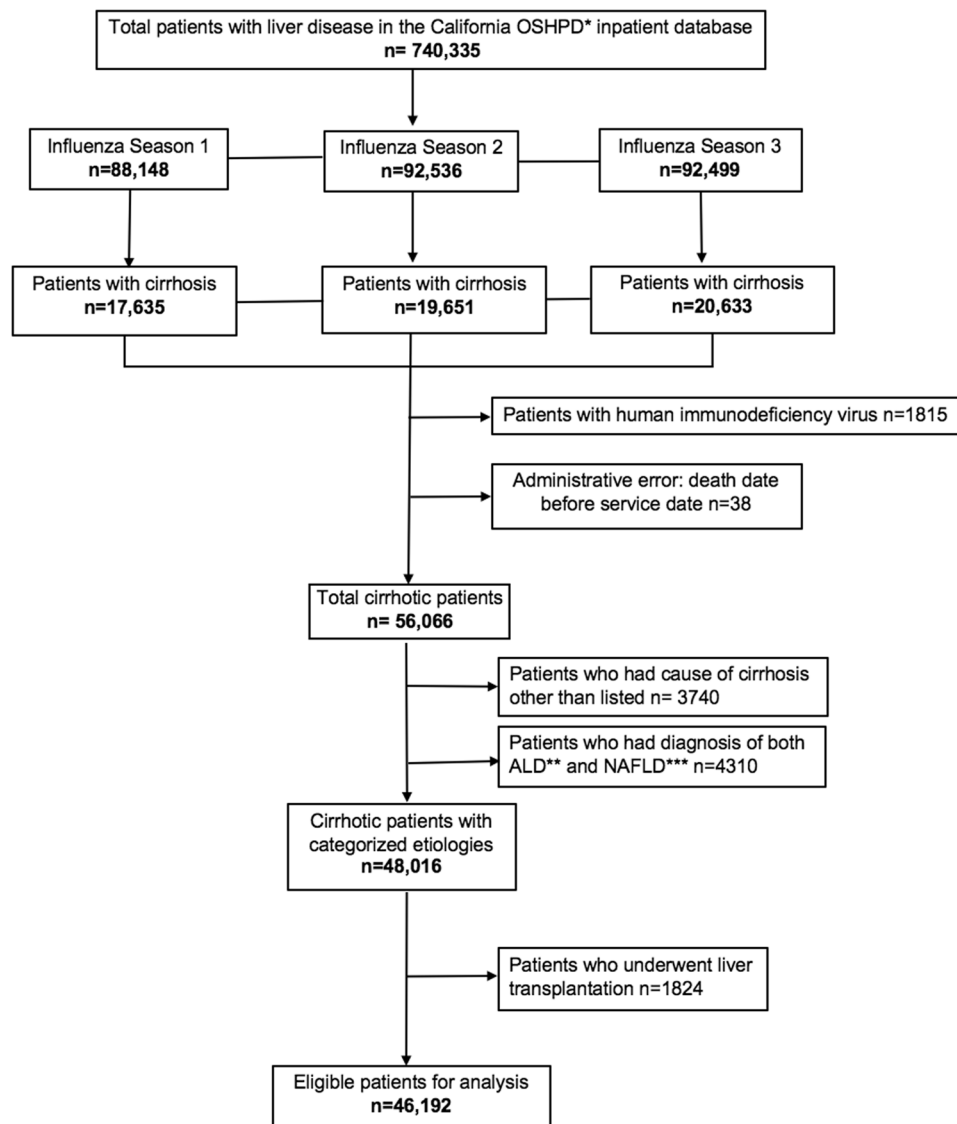 Total patients with liver disease in the California OSHPD* inpatient database
n= 740,335
Influenza Season 1
n=88,148
Influenza Season 2
n=92,536
Influenza Season 3
n=92,499
Patients with cirrhosis
n=17,635
Patients with cirrhosis
n=19,651
Patients with cirrhosis
n=20,633
Patients with human immunodeficiency virus n=1815
Administrative error: death date
before service date n=38
Total cirrhotic patients
n= 56,066
Patients who had cause of cirrhosis
other than listed n= 3740
Patients who had diagnosis of both
ALD** and NAFLD*** n=4310
Cirrhotic patients with
categorized etiologies
n=48,016
Patients who underwent liver
transplantation n=1824
Eligible patients for analysis
n=46,192